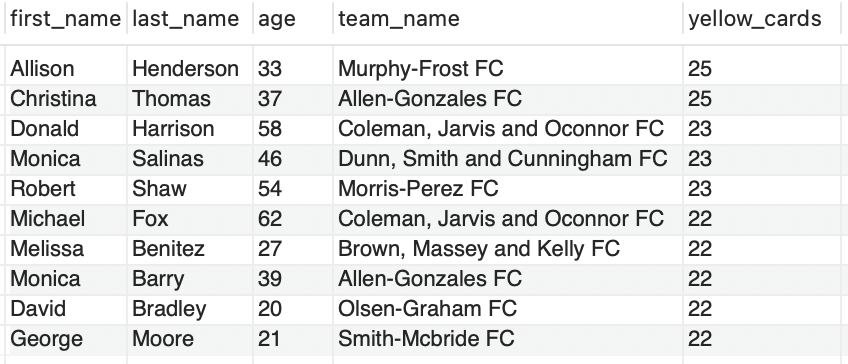 first_name last_name age team_name yellow_cards
Allison Henderson 33 Murphy-Frost FC 25
Christina Thomas 37 Allen-Gonzales FC 25
Donald Harrison 58 Coleman, Jarvis and Oconnor FC 23
Monica Salinas 46 Dunn, Smith and Cunningham FC 23
Robert Shaw 54 Morris-Perez FC 23
Michael Fox 62 Coleman, Jarvis and Oconnor FC 22
Melissa Benitez 27 Brown, Massey and Kelly FC 22
Monica Barry 39 Allen-Gonzales FC 22
David Bradley 20 Olsen-Graham FC 22
George Moore 21 Smith-Mcbride FC 22